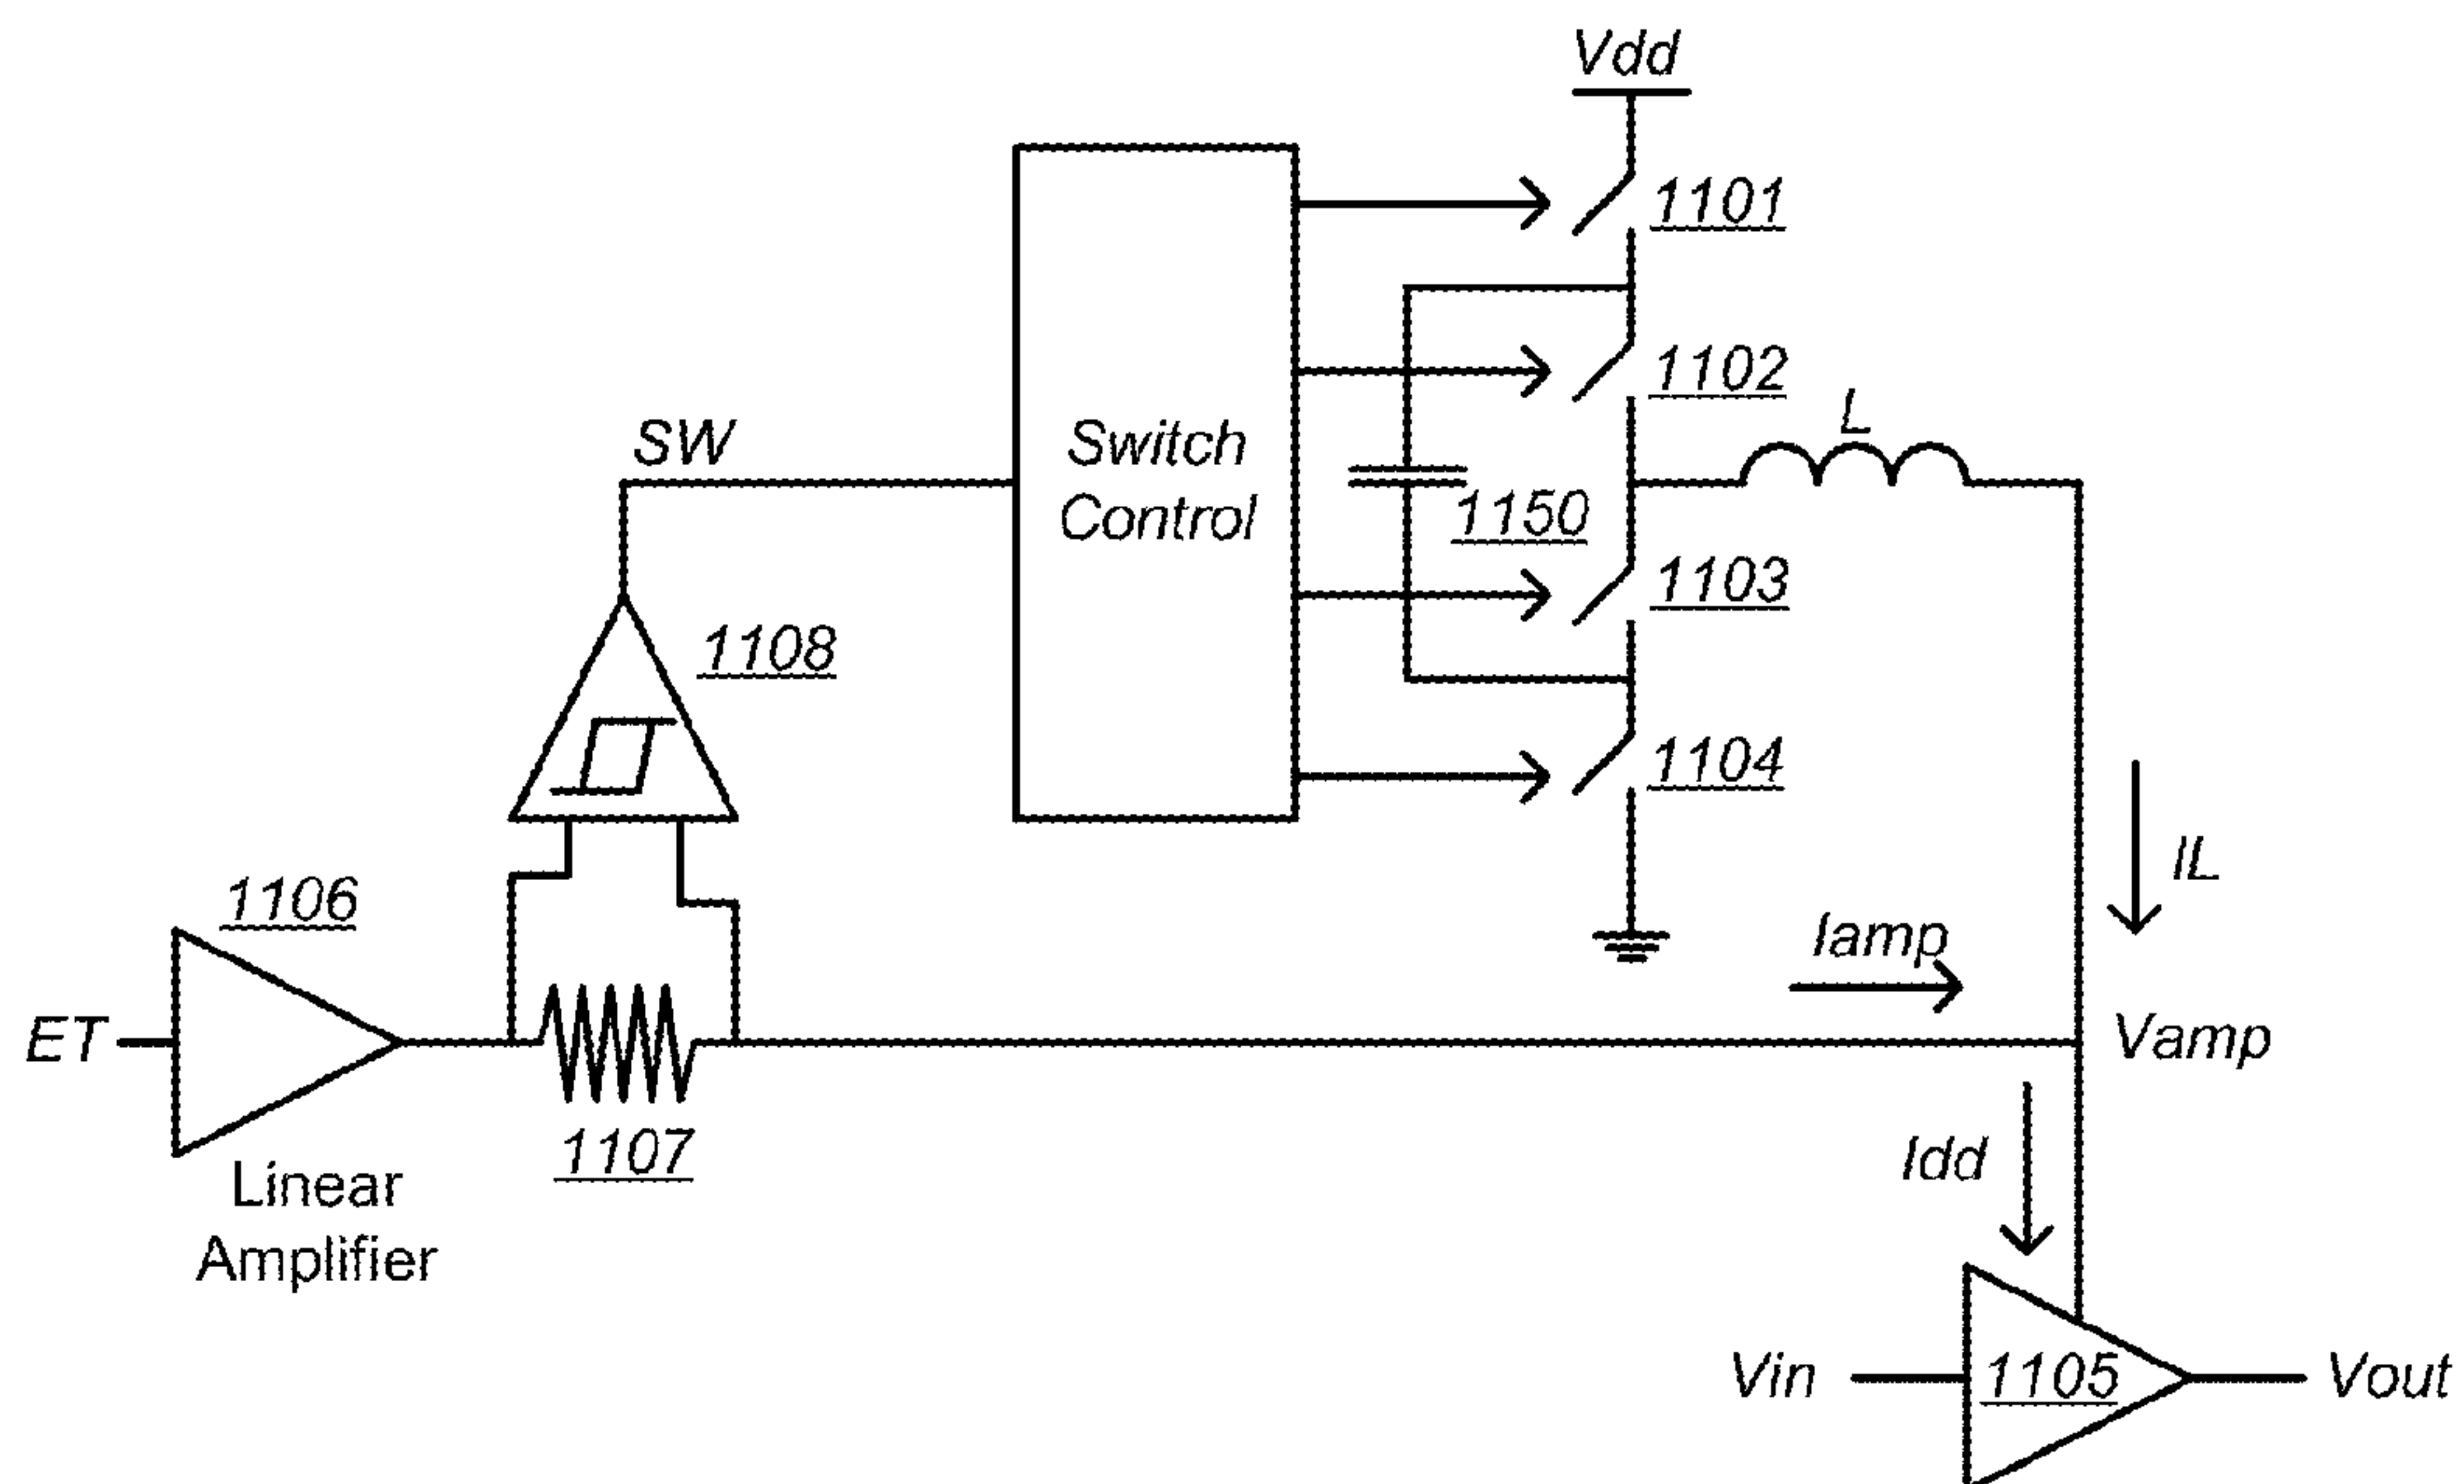 Vdd
1101
1102
L
SW
Switch
Control
1150
1103
1108
1104
IL
1106
Iamp
ET
Vamp
1107
Idd
Linear
Amplifier
Vin
1105
Vout